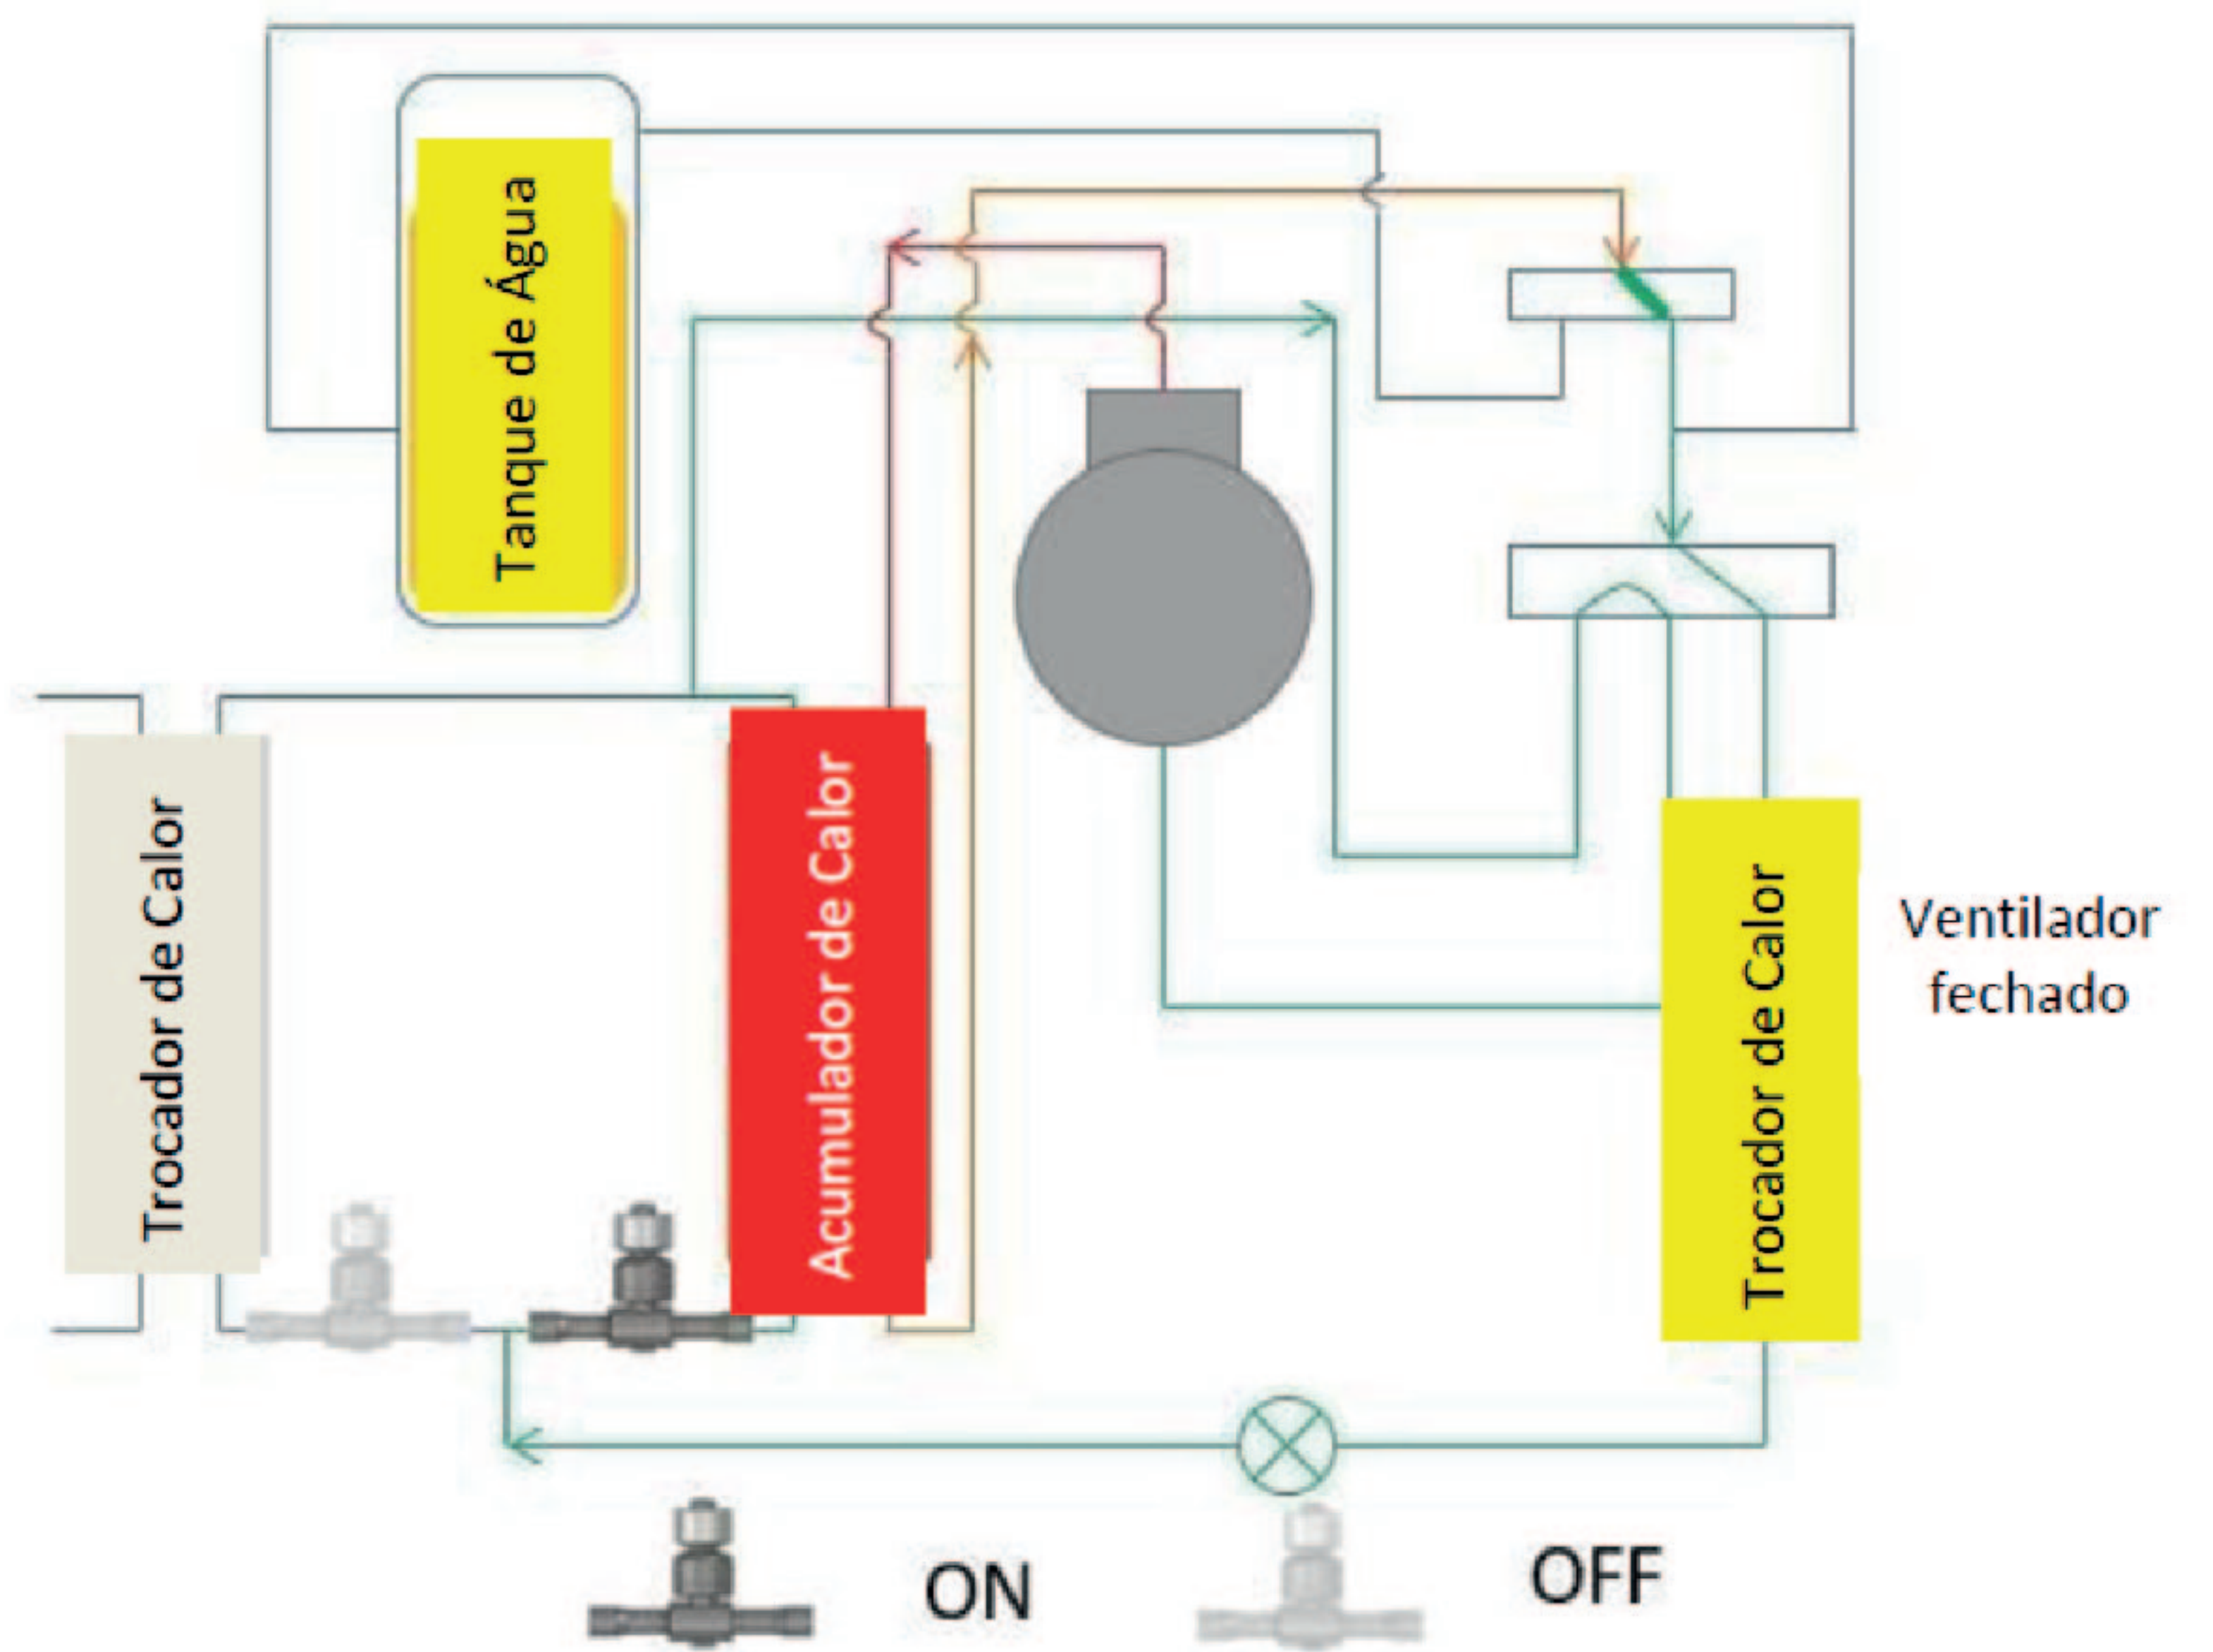 Tanque de Água
Trocador de Calor
Acumulador de Calor
Trocador de Calor
Ventilador
fechado
ON
OFF